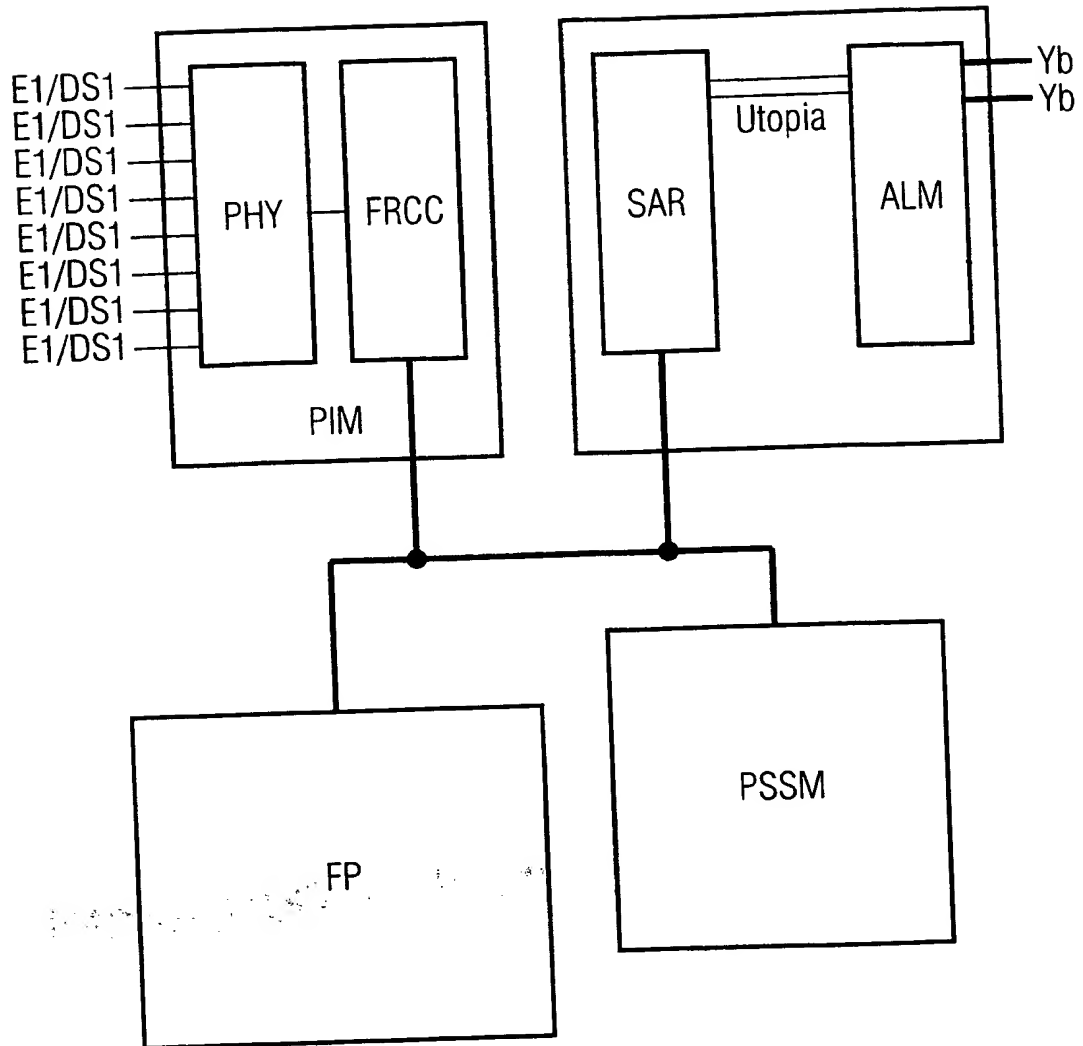 E1/DS1
E1/DS1
E1/DS1
E1/DS1
E1/DS1
E1/DS1
E1/DS1
E1/DS1
PHY
FRCC
PIM
SAR
Utopia
ALM
Yb
Yb
FP
PSSM